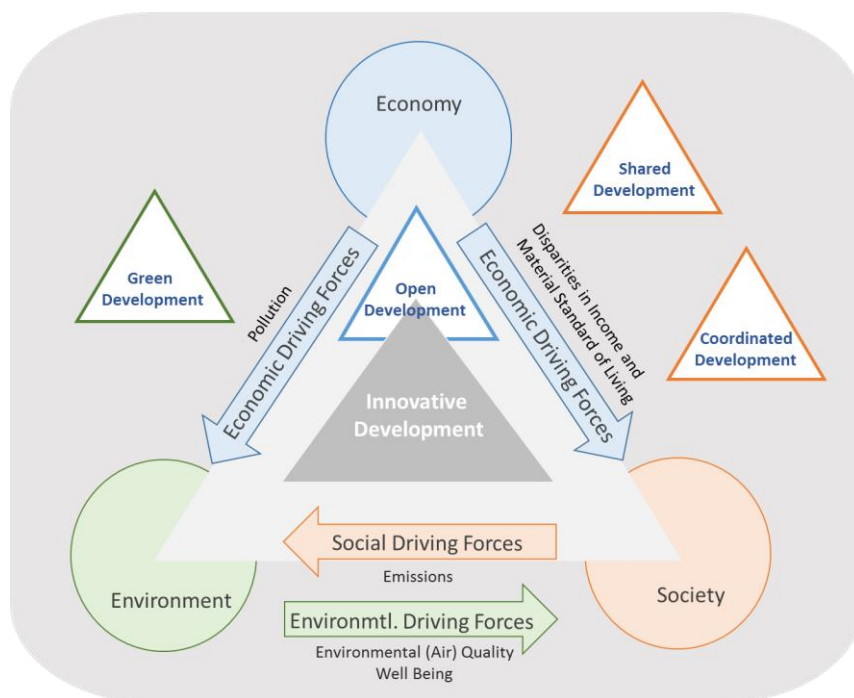 Economy
Shared
Development
Green
Development
Pollution
Economic Driving Forces
Open
Development
Economic Driving Forces
Disparities in Income and
Material Standard of Living
Coordinated
Development
Innovative
Development
Social Driving Forces
Emissions
Environment
Society
Environmtl. Driving Forces
Environmental (Air) Quality
Well Being